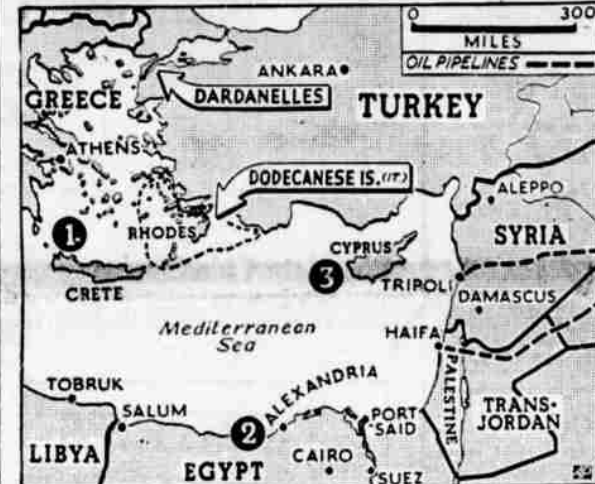 0 300
MILES
OIL PIPELINES
ANKARA
GREECE
DARDANELLES
TURKEY
ATHENS
DODECANESE IS. (IT.)
ALEPPO
1
RHODES
SYRIA
CYPRUS
3
TRIPOLI
CRETE
DAMASCUS
Mediterranean
Sea
HAIFA
PALESTINE
TOBRUK
ALEXANDRIA
TRANS-
JORDAN
SALUM
2
PORT
SAID
LIBYA
EGYPT
CAIRO
SUEZ
AP